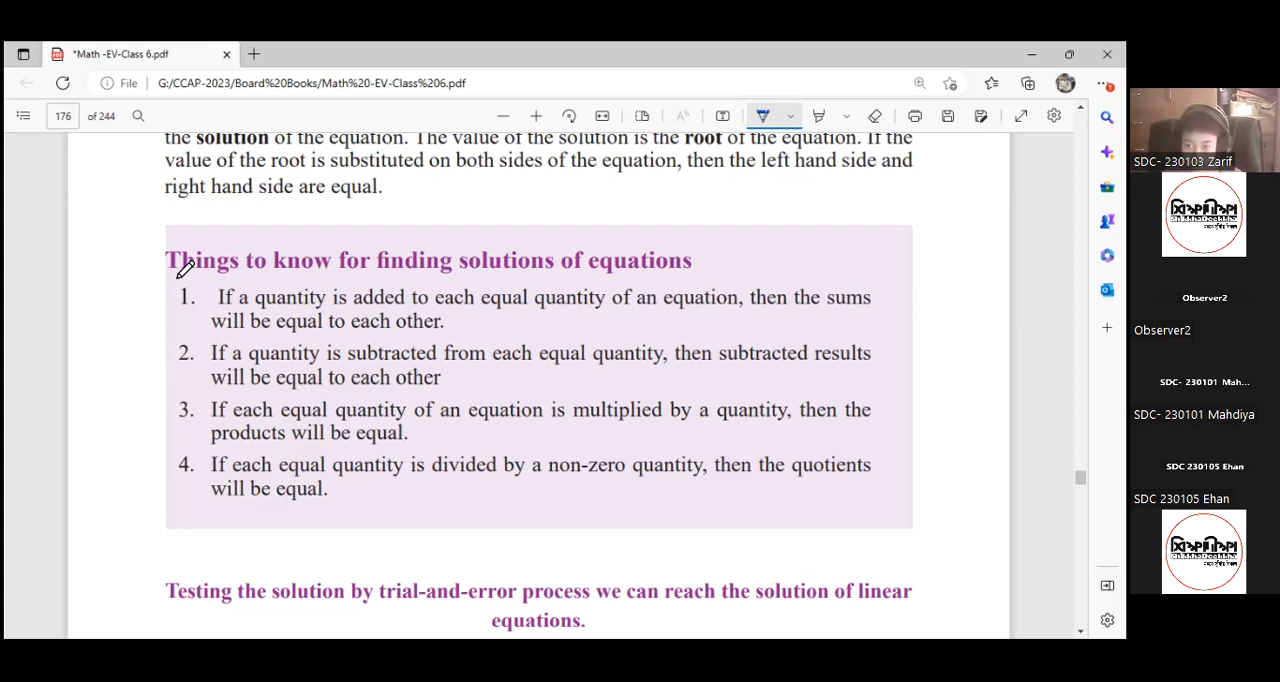 *Math -EV-Class 6.pdf
File
G:/CCAP-2023/Board%20Books/Math%20-EV-Class%206.pdf
176 of 244
the solution of the equation. The value of the solution is the root of the equation. If the
value of the root is substituted on both sides of the equation, then the left hand side and
right hand side are equal.
Things to know for finding solutions of equations
1. If a quantity is added to each equal quantity of an equation, then the sums
will be equal to each other.
2. If a quantity is subtracted from each equal quantity, then subtracted results
will be equal to each other
3. If each equal quantity of an equation is multiplied by a quantity, then the
products will be equal.
4. If each equal quantity is divided by a non-zero quantity, then the quotients
will be equal.
Testing the solution by trial-and-error process we can reach the solution of linear
equations.
SDC- 230103 Zarif
Observer2
Observer2
SDC- 230101 Mah...
SDC- 230101 Mahdiya
SDC 230105 Ehan
SDC 230105 Ehan